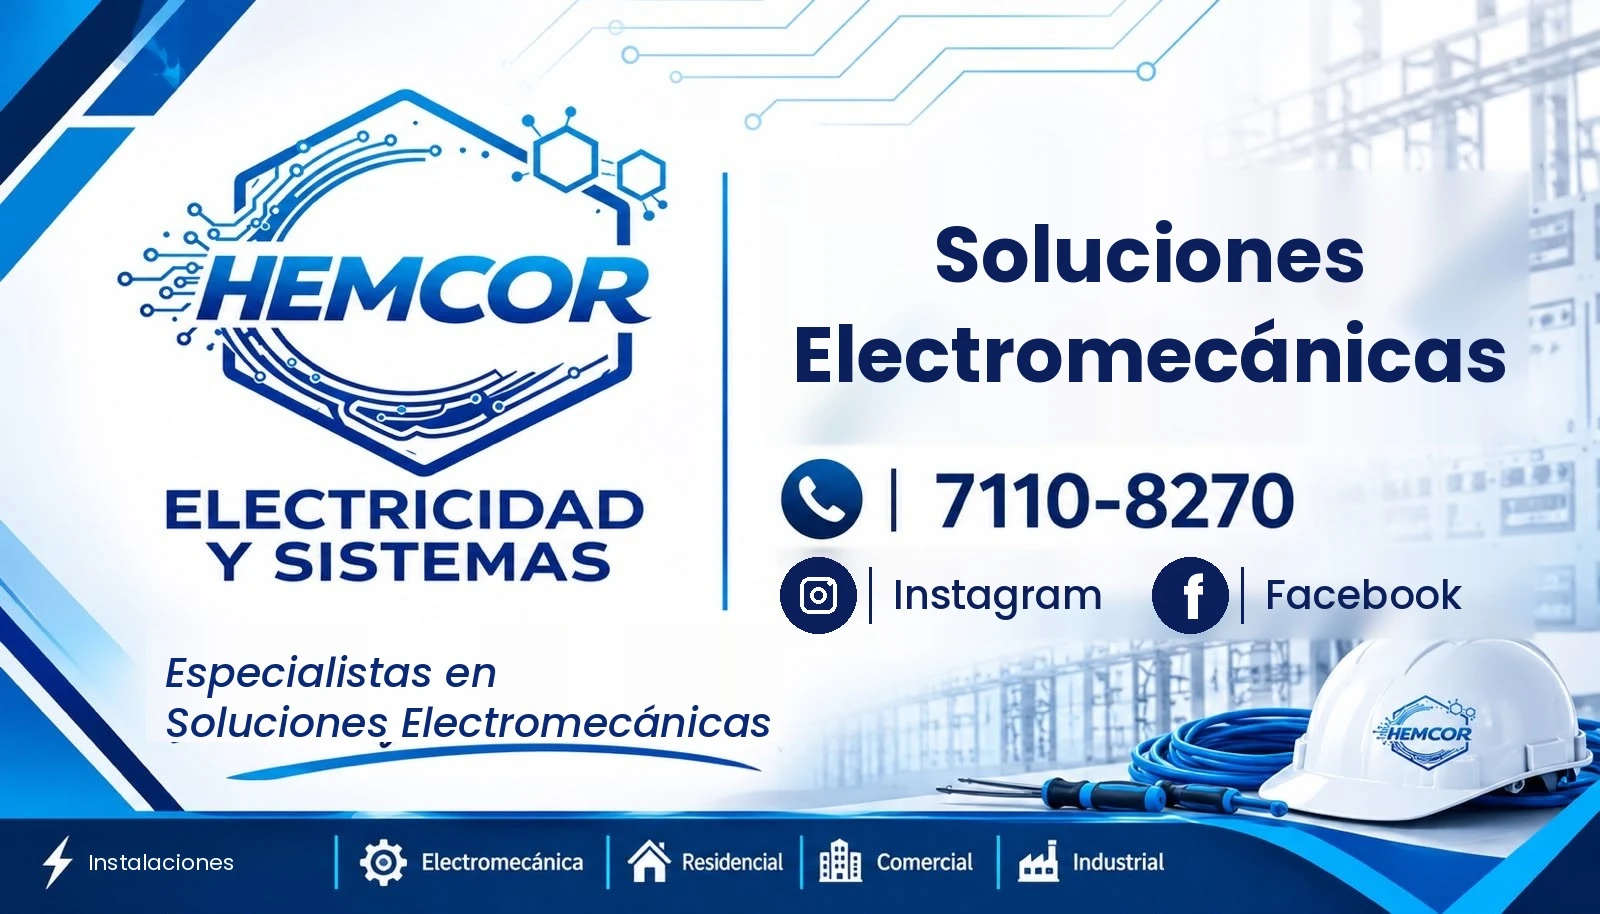 HEMCOR
ELECTRICIDAD
Y SISTEMAS
Especialistas en
Soluciones Electromecánicas
Soluciones
Electromecánicas
7110-8270
Instagram
Facebook
HEMCOR
Instalaciones
Electromecánica
Residencial
Comercial
Industrial